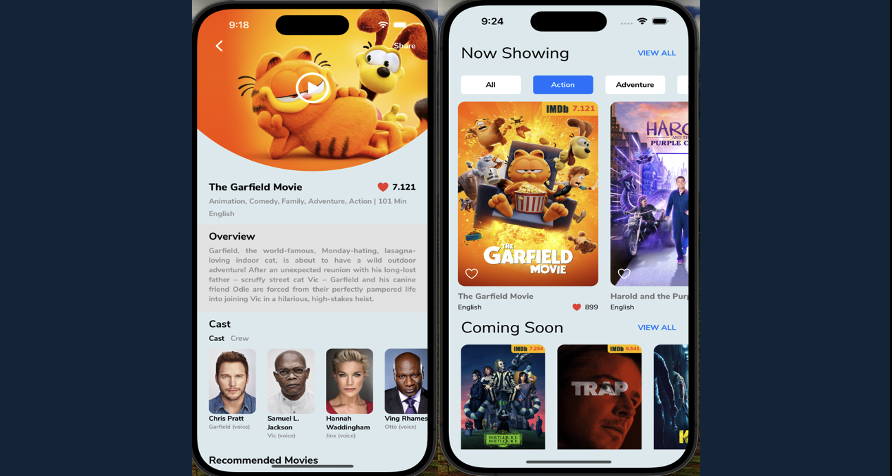 9:18
Share
The Garfield Movie
7.121
Animation, Comedy, Family, Adventure, Action | 101 Min
English
Overview
Garfield, the world-famous, Monday-hating, lasagna-
loving indoor cat, is about to have a wild outdoor
adventure! After an unexpected reunion with his long-lost
father – scruffy street cat Vic – Garfield and his canine
friend Odie are forced from their perfectly pampered life
into joining Vic in a hilarious, high-stakes heist.
Cast
Cast Crew
Chris Pratt
Garfield (voice)
Samuel L.
Jackson
Vic (voice)
Hannah
Waddingham
Jinx (voice)
Ving Rhames
Otto (voice)
Recommended Movies
9:24
Now Showing
VIEW ALL
All
Action
Adventure
IMDb 7.121
THE
GARFIELD
MOVIE
HARO
AND THE
PURPLE C
The Garfield Movie
English
899
Harold and the Purp
English
Coming Soon
VIEW ALL
IMDb 7.264
BEETLEJUICE
BEETLEJUICE
IMDb
TRAP